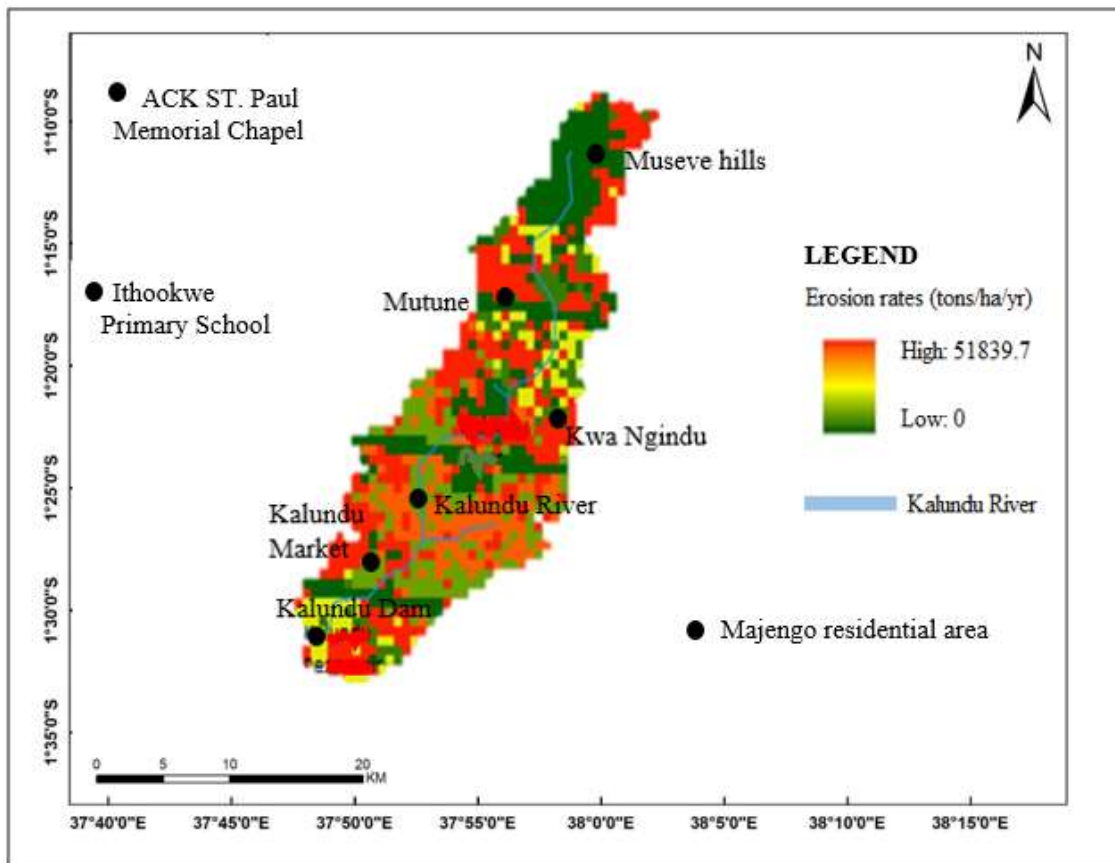 N
ACK ST. Paul
Memorial Chapel
Museve hills
Ithookwe
Primary School
Mutune
Kwa Ngindu
Kalundu River
Kalundu
Market
Kalundu Dam
Majengo residential area
LEGEND
Erosion rates (tons/ha/yr)
High: 51839.7
Low: 0
Kalundu River
1°10'0"S
1°15'0"S
1°20'0"S
1°25'0"S
1°30'0"S
1°35'0"S
0 5 10 20
KM
37°40'0"E 37°45'0"E 37°50'0"E 37°55'0"E 38°0'0"E 38°5'0"E 38°10'0"E 38°15'0"E